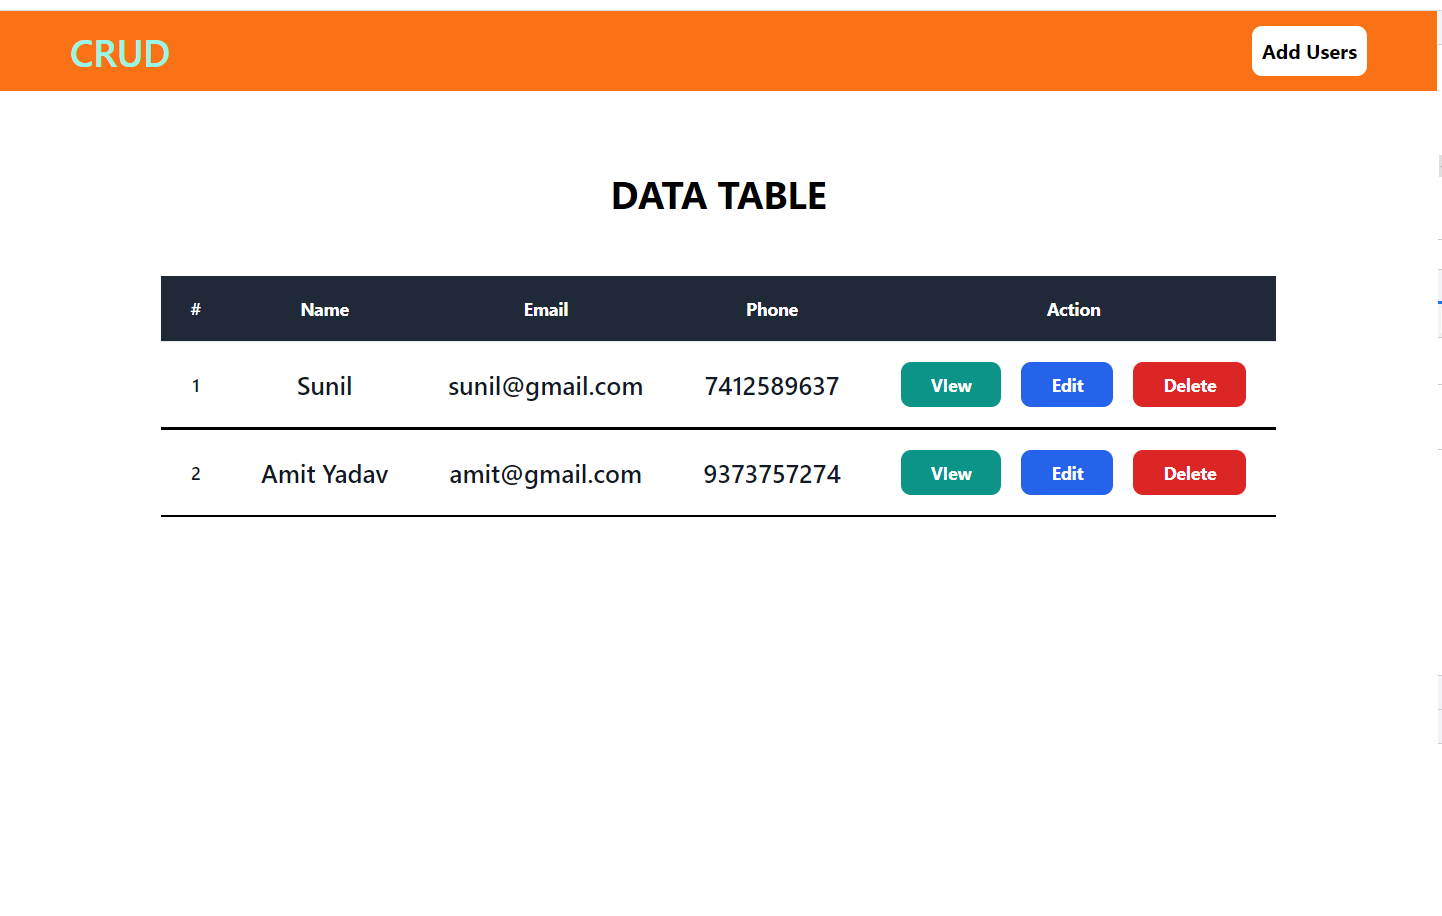 CRUD Add Users
DATA TABLE
# Name Email Phone Action
1 Sunil sunil@gmail.com 7412589637 VIew Edit Delete
2 Amit Yadav amit@gmail.com 9373757274 VIew Edit Delete